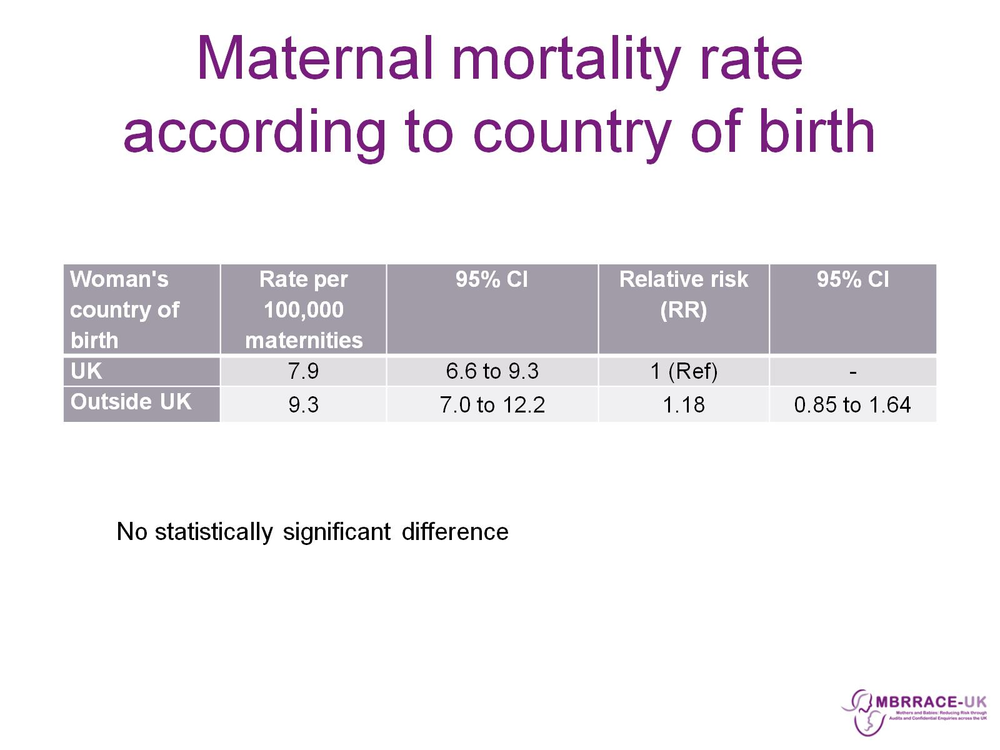 Maternal mortality rate
according to country of birth
Woman's
country of
birth
Rate per
100,000
maternities
95% CI
Relative risk
(RR)
95% CI
UK
7.9
6.6 to 9.3
1 (Ref)
-
Outside UK
9.3
7.0 to 12.2
1.18
0.85 to 1.64
No statistically significant difference
MBRRACE-UK
Mothers and Babies: Reducing Risk through
Audits and Confidential Enquiries across the UK